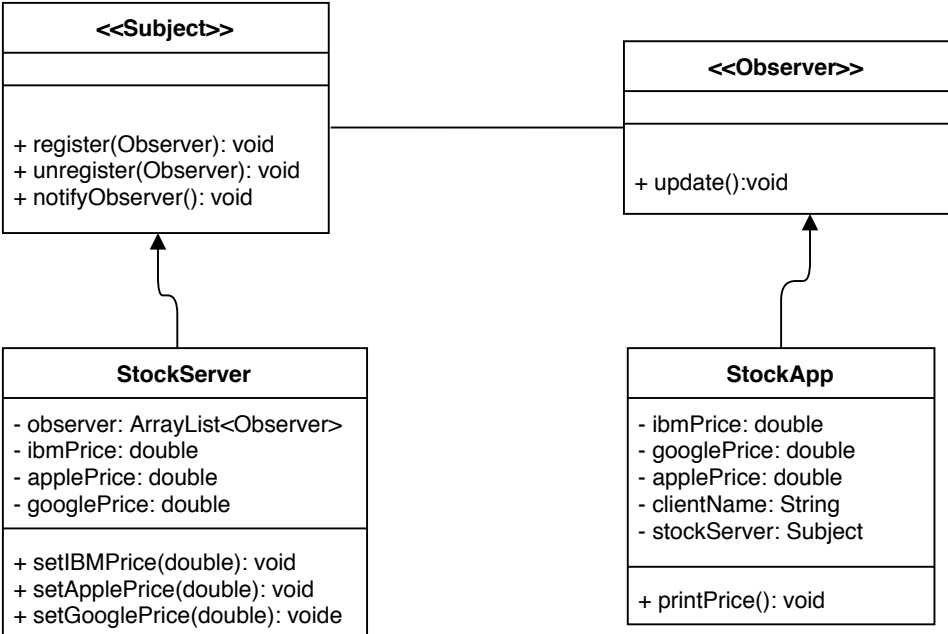 <<Subject>>
+ register(Observer): void
+ unregister(Observer): void
+ notifyObserver(): void
<<Observer>>
+ update():void
StockServer
- observer: ArrayList<Observer>
- ibmPrice: double
- applePrice: double
- googlePrice: double
+ setIBMPrice(double): void
+ setApplePrice(double): void
+ setGooglePrice(double): voide
StockApp
- ibmPrice: double
- googlePrice: double
- applePrice: double
- clientName: String
- stockServer: Subject
+ printPrice(): void